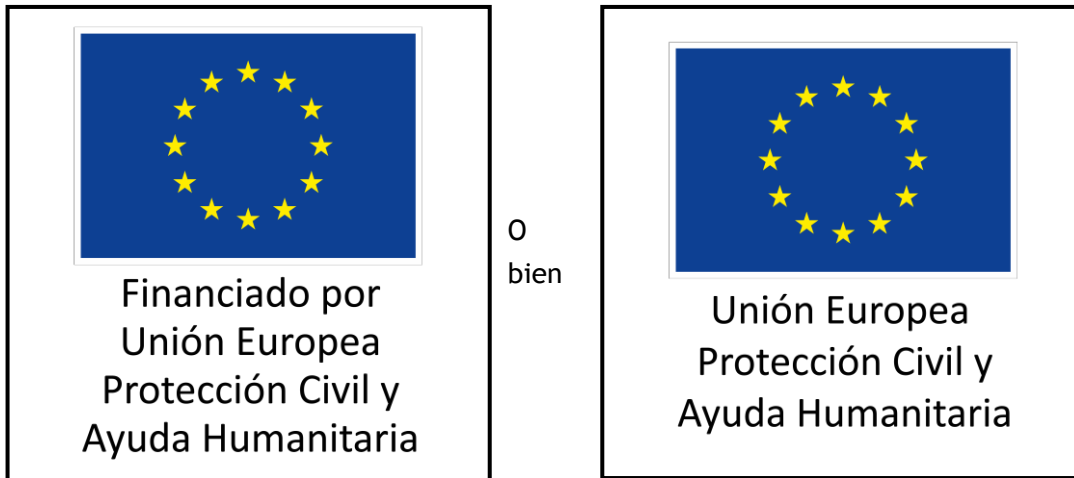 Financiado por
Unión Europea
Protección Civil y
Ayuda Humanitaria
O
bien
Unión Europea
Protección Civil y
Ayuda Humanitaria